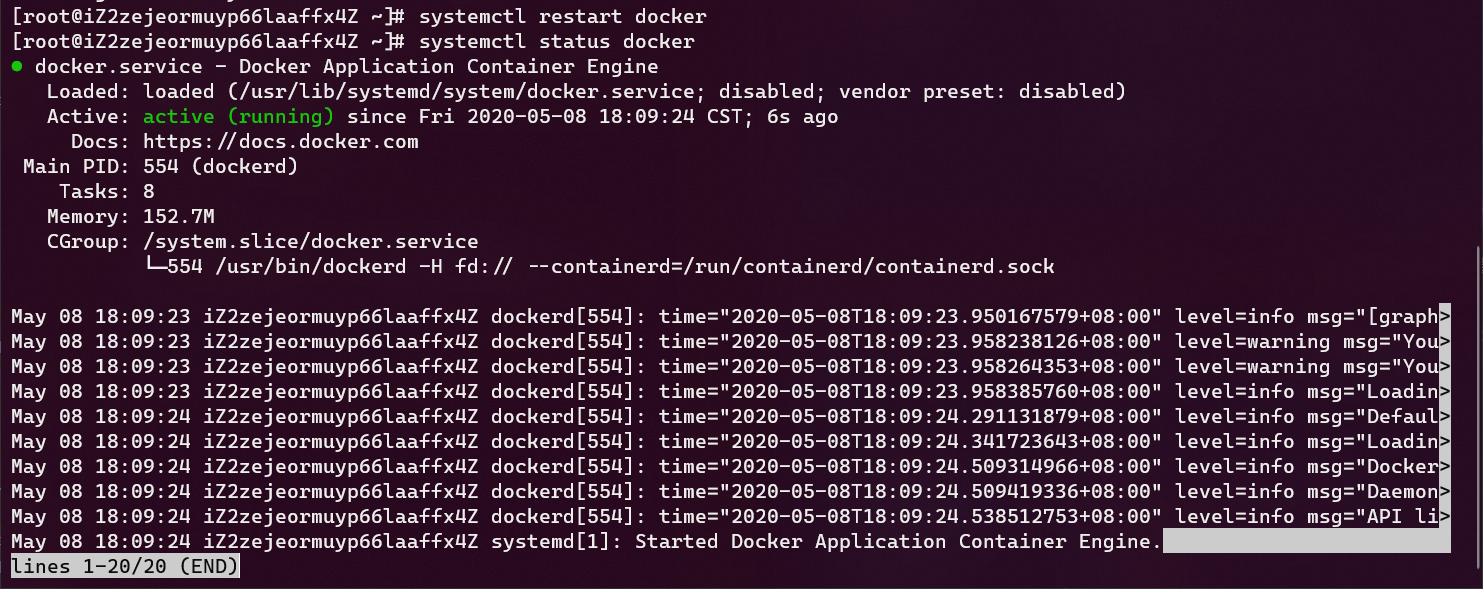 [root@iZ2zejeormuyp66laaffx4Z ~]# systemctl restart docker
[root@iZ2zejeormuyp66laaffx4Z ~]# systemctl status docker
● docker.service - Docker Application Container Engine
   Loaded: loaded (/usr/lib/systemd/system/docker.service; disabled; vendor preset: disabled)
   Active: active (running) since Fri 2020-05-08 18:09:24 CST; 6s ago
     Docs: https://docs.docker.com
 Main PID: 554 (dockerd)
    Tasks: 8
   Memory: 152.7M
   CGroup: /system.slice/docker.service
           └─554 /usr/bin/dockerd -H fd:// --containerd=/run/containerd/containerd.sock
May 08 18:09:23 iZ2zejeormuyp66laaffx4Z dockerd[554]: time="2020-05-08T18:09:23.950167579+08:00" level=info msg="[graph>
May 08 18:09:23 iZ2zejeormuyp66laaffx4Z dockerd[554]: time="2020-05-08T18:09:23.958238126+08:00" level=warning msg="You>
May 08 18:09:23 iZ2zejeormuyp66laaffx4Z dockerd[554]: time="2020-05-08T18:09:23.958264353+08:00" level=warning msg="You>
May 08 18:09:23 iZ2zejeormuyp66laaffx4Z dockerd[554]: time="2020-05-08T18:09:23.958385760+08:00" level=info msg="Loadin>
May 08 18:09:24 iZ2zejeormuyp66laaffx4Z dockerd[554]: time="2020-05-08T18:09:24.291131879+08:00" level=info msg="Defaul>
May 08 18:09:24 iZ2zejeormuyp66laaffx4Z dockerd[554]: time="2020-05-08T18:09:24.341723643+08:00" level=info msg="Loadin>
May 08 18:09:24 iZ2zejeormuyp66laaffx4Z dockerd[554]: time="2020-05-08T18:09:24.509314966+08:00" level=info msg="Docker>
May 08 18:09:24 iZ2zejeormuyp66laaffx4Z dockerd[554]: time="2020-05-08T18:09:24.509419336+08:00" level=info msg="Daemon>
May 08 18:09:24 iZ2zejeormuyp66laaffx4Z dockerd[554]: time="2020-05-08T18:09:24.538512753+08:00" level=info msg="API li>
May 08 18:09:24 iZ2zejeormuyp66laaffx4Z systemd[1]: Started Docker Application Container Engine.
lines 1-20/20 (END)